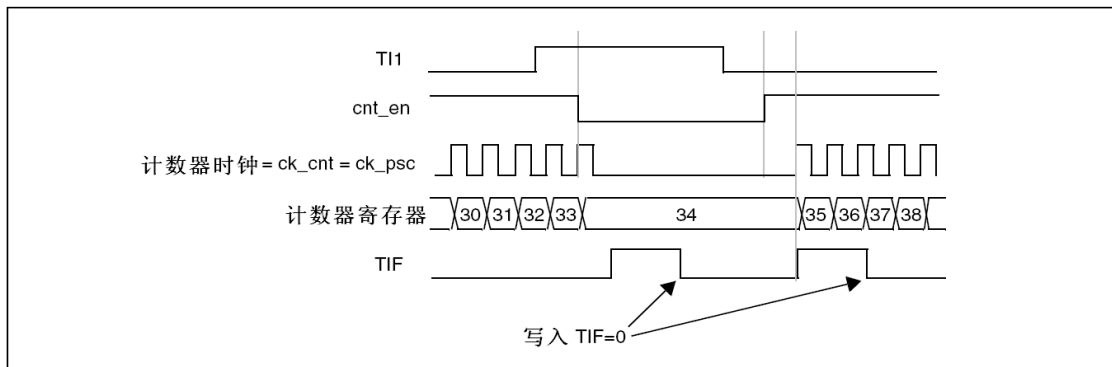 TI1
cnt_en
计数器时钟 = ck_cnt = ck_psc
计数器寄存器 30 31 32 33 34 35 36 37 38
TIF
写入 TIF=0